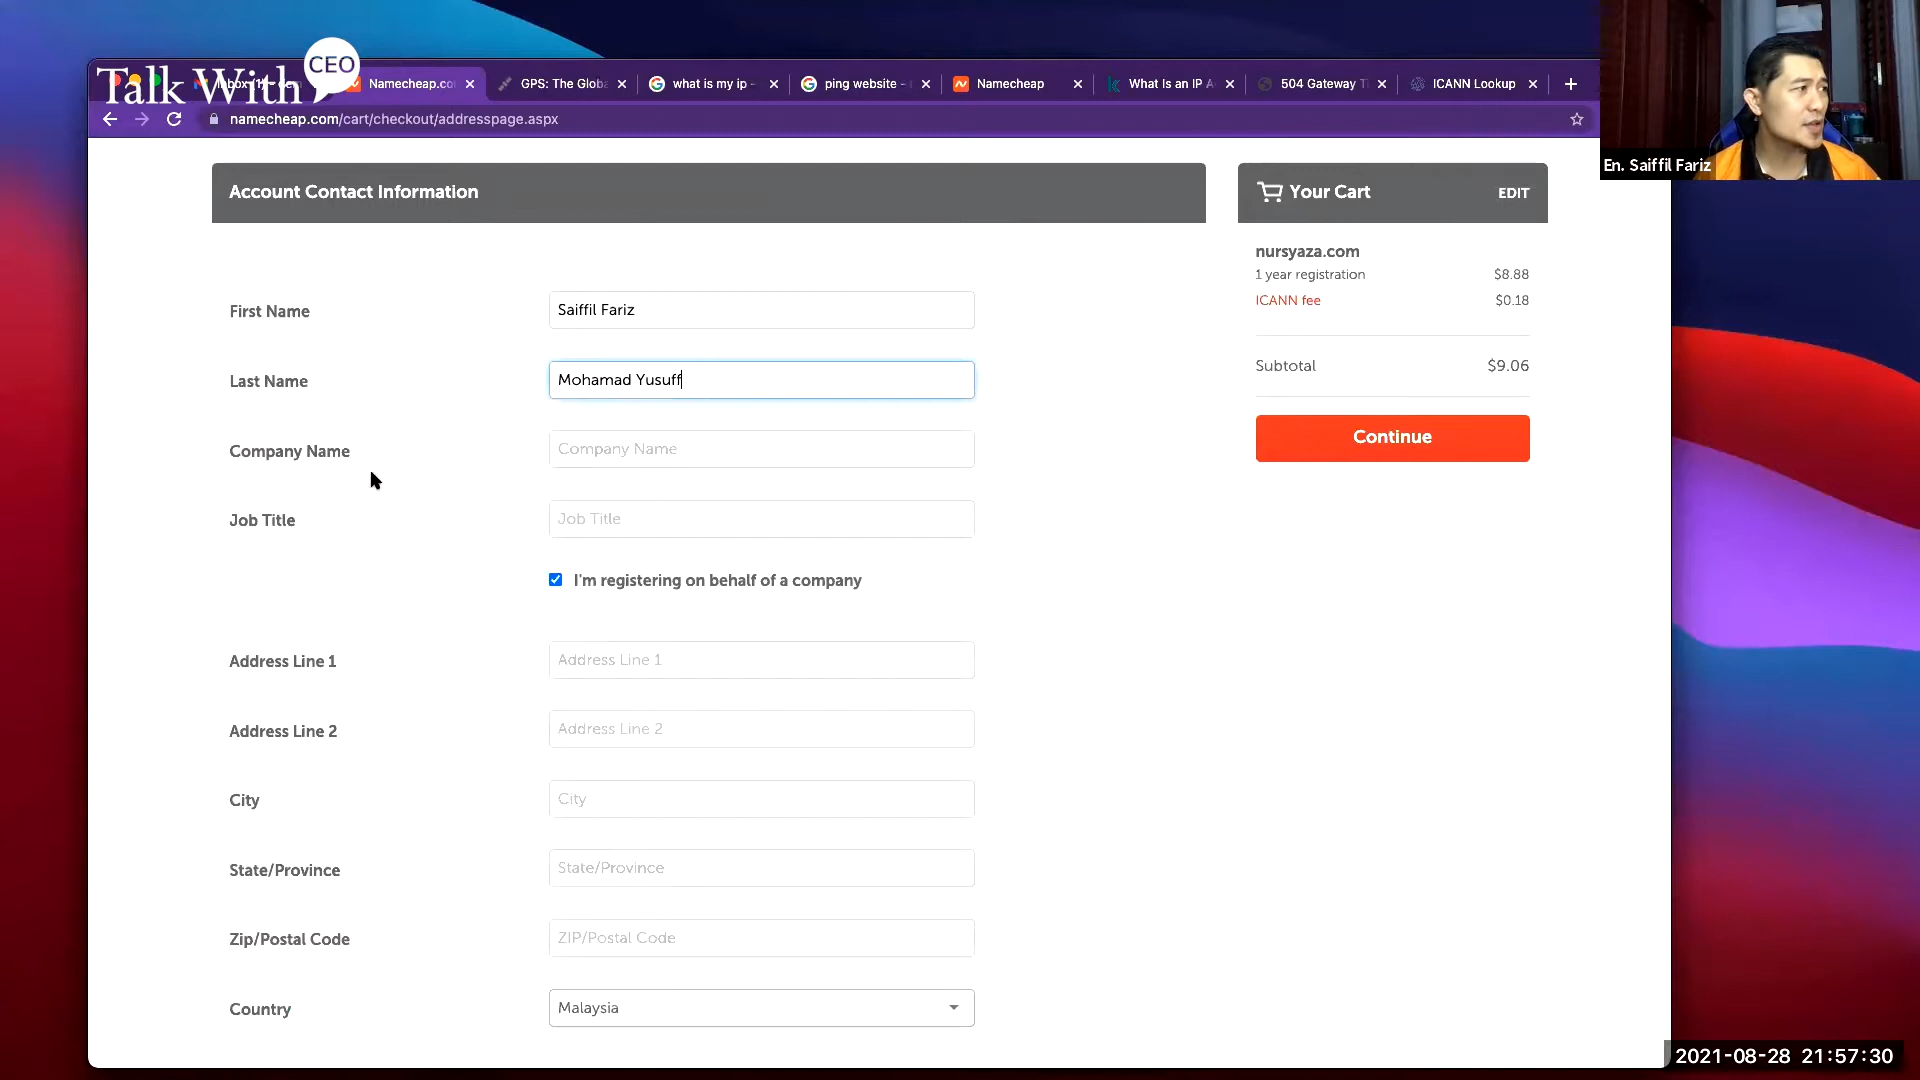 Talk With CEO
Namecheap.co
GPS: The Globa
what is my ip -
ping website -
Namecheap
What Is an IP A
504 Gateway Ti
ICANN Lookup
namecheap.com/cart/checkout/addresspage.aspx
En. Saiffil Fariz
Account Contact Information
Your Cart
EDIT
nursyaza.com
1 year registration $8.88
ICANN fee $0.18
Subtotal $9.06
Continue
First Name Saiffil Fariz
Last Name Mohamad Yusuff
Company Name Company Name
Job Title Job Title
I'm registering on behalf of a company
Address Line 1 Address Line 1
Address Line 2 Address Line 2
City City
State/Province State/Province
Zip/Postal Code ZIP/Postal Code
Country Malaysia
2021-08-28 21:57:30